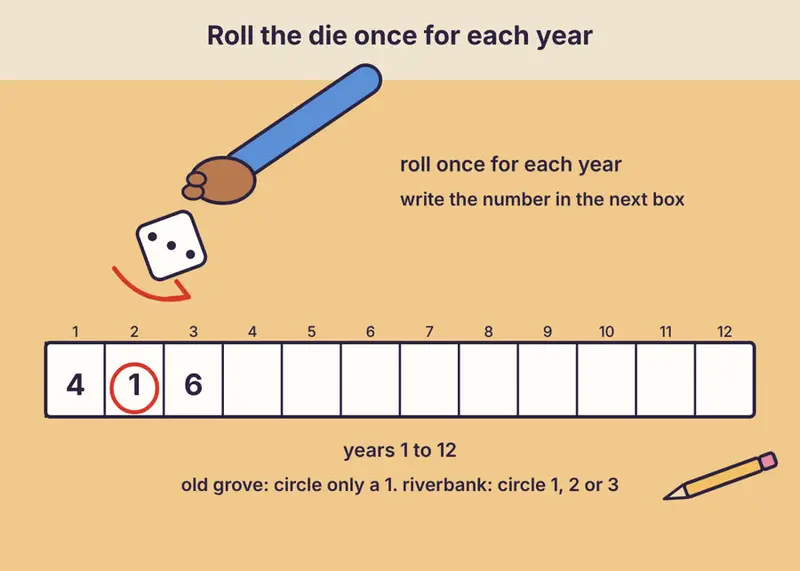 Roll the die once for each year
roll once for each year
write the number in the next box
1 2 3 4 5 6 7 8 9 10 11 12
4 1 6
years 1 to 12
old grove: circle only a 1. riverbank: circle 1, 2 or 3